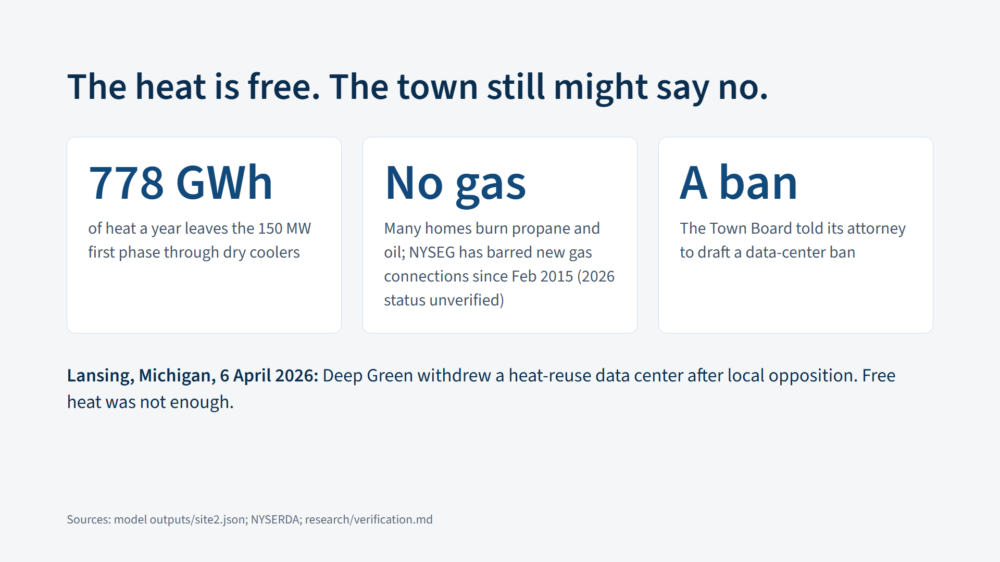 The heat is free. The town still might say no.
778 GWh
of heat a year leaves the 150 MW
first phase through dry coolers
No gas
Many homes burn propane and
oil; NYSEG has barred new gas
connections since Feb 2015 (2026
status unverified)
A ban
The Town Board told its attorney
to draft a data-center ban
Lansing, Michigan, 6 April 2026: Deep Green withdrew a heat-reuse data center after local opposition. Free
heat was not enough.
Sources: model outputs/site2.json; NYSERDA; research/verification.md